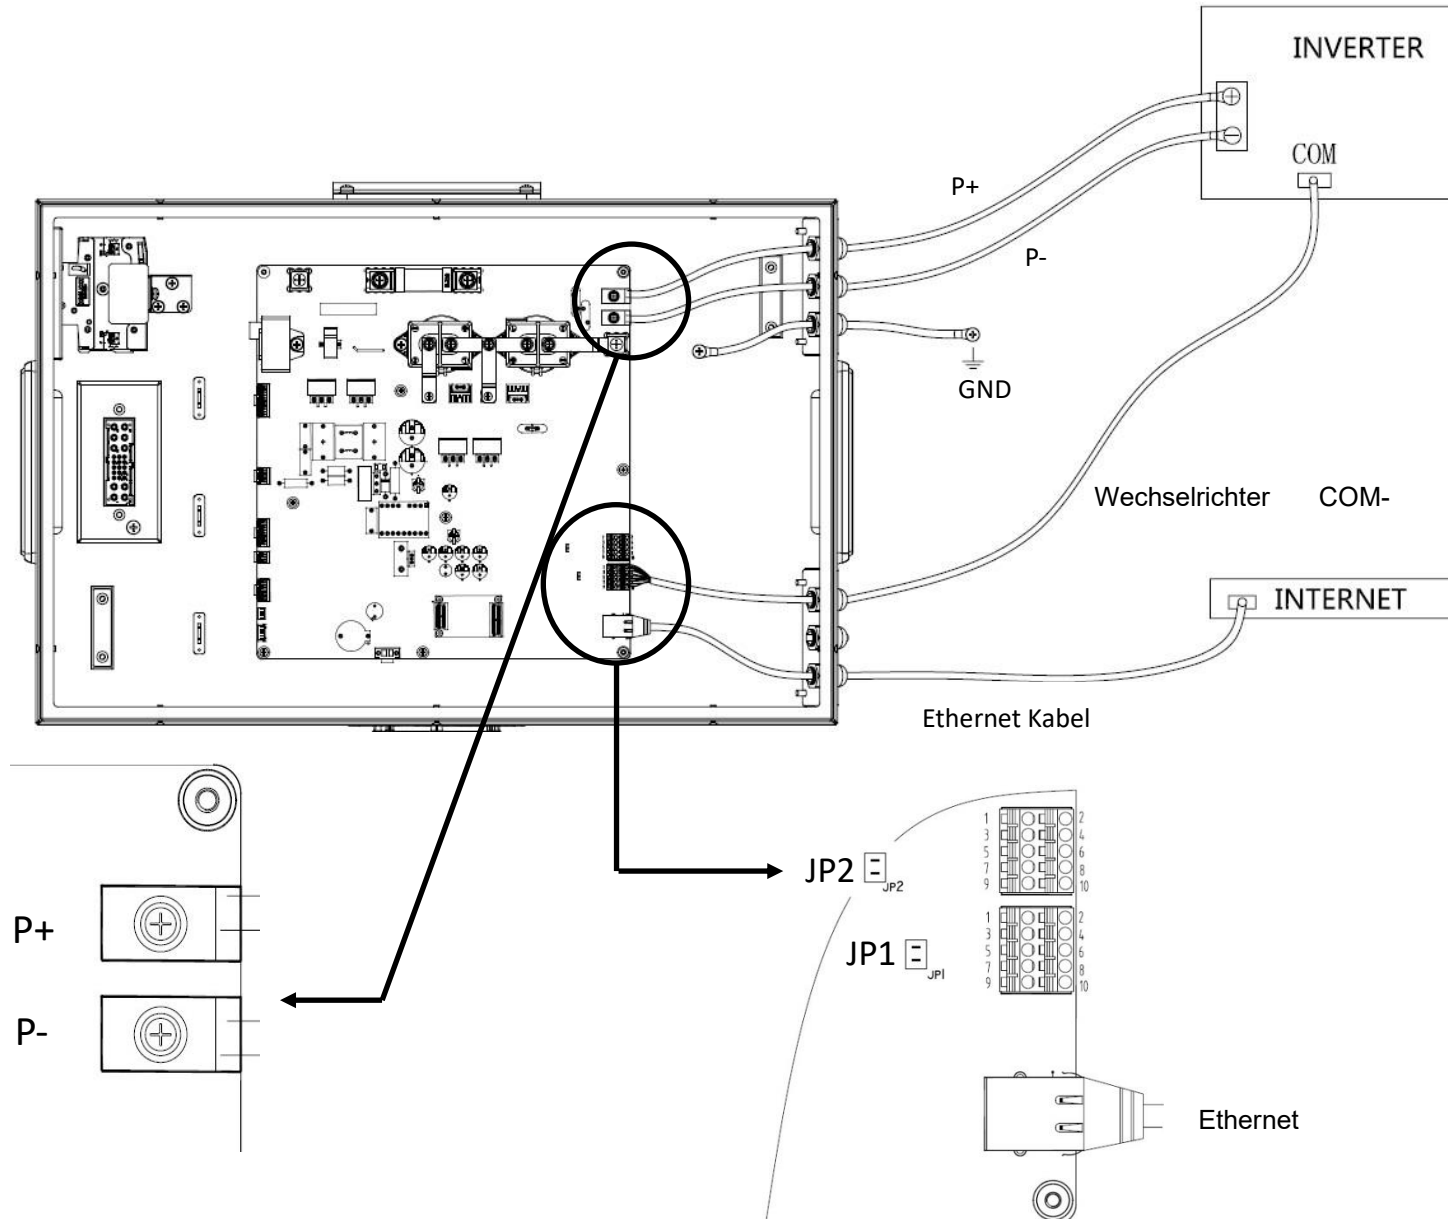 INVERTER
COM
P+
P-
GND
Wechselrichter COM-
INTERNET
Ethernet Kabel
P+
P-
JP2
JP2
1 2
3 4
5 6
7 8
9 10
JP1
JP1
1 2
3 4
5 6
7 8
9 10
Ethernet